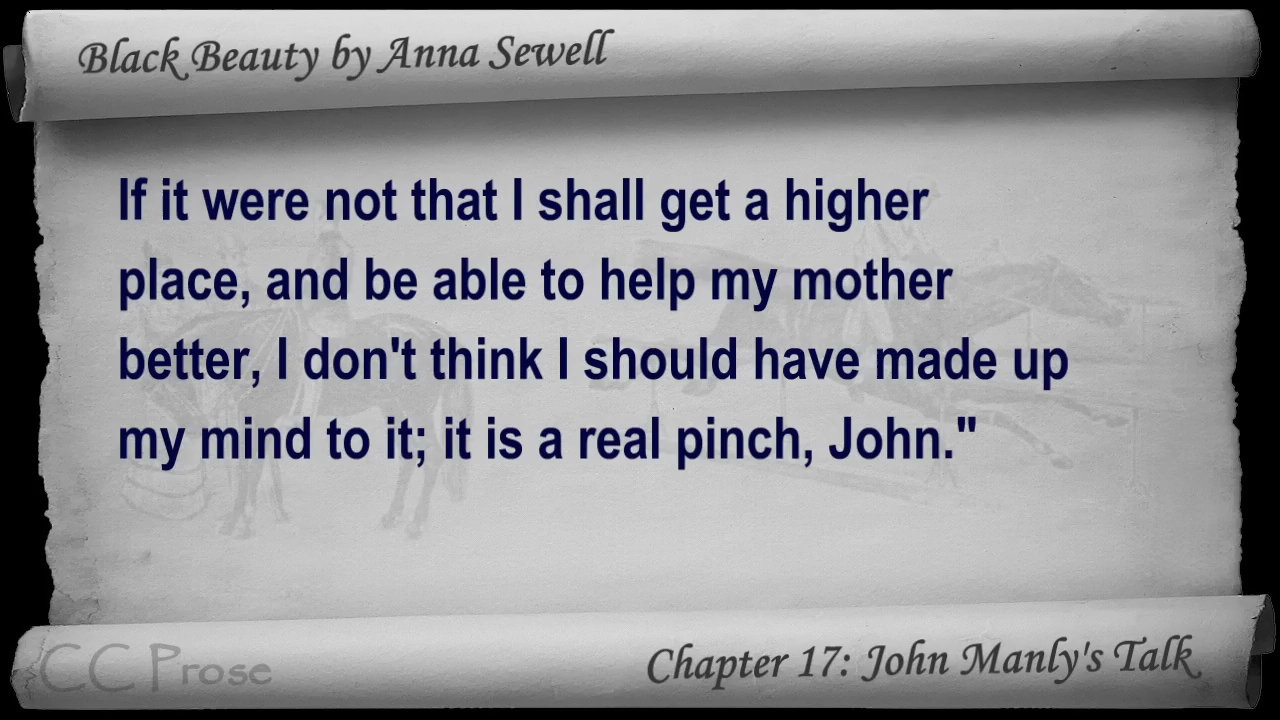 Black Beauty by Anna Sewell
If it were not that I shall get a higher
place, and be able to help my mother
better, I don't think I should have made up
my mind to it; it is a real pinch, John."
CC Prose
Chapter 17: John Manly's Talk